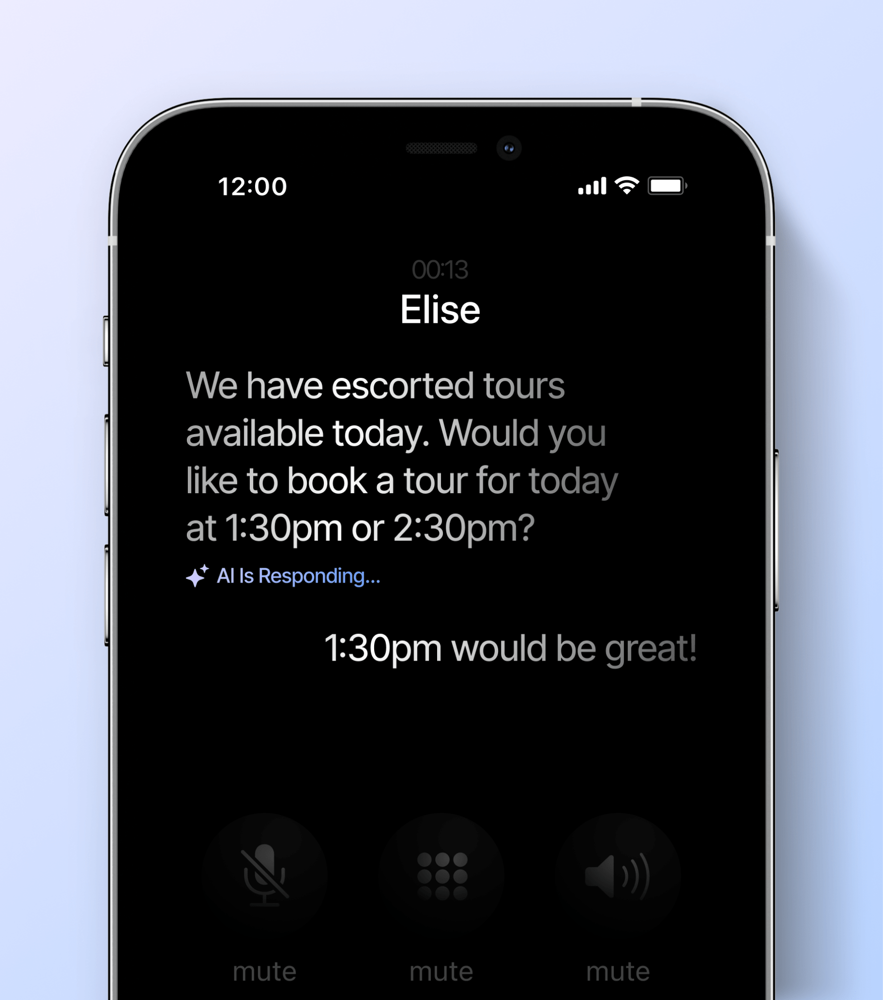 12:00
00:13
Elise
We have escorted tours
available today. Would you
like to book a tour for today
at 1:30pm or 2:30pm?
AI Is Responding...
1:30pm would be great!
mute mute mute